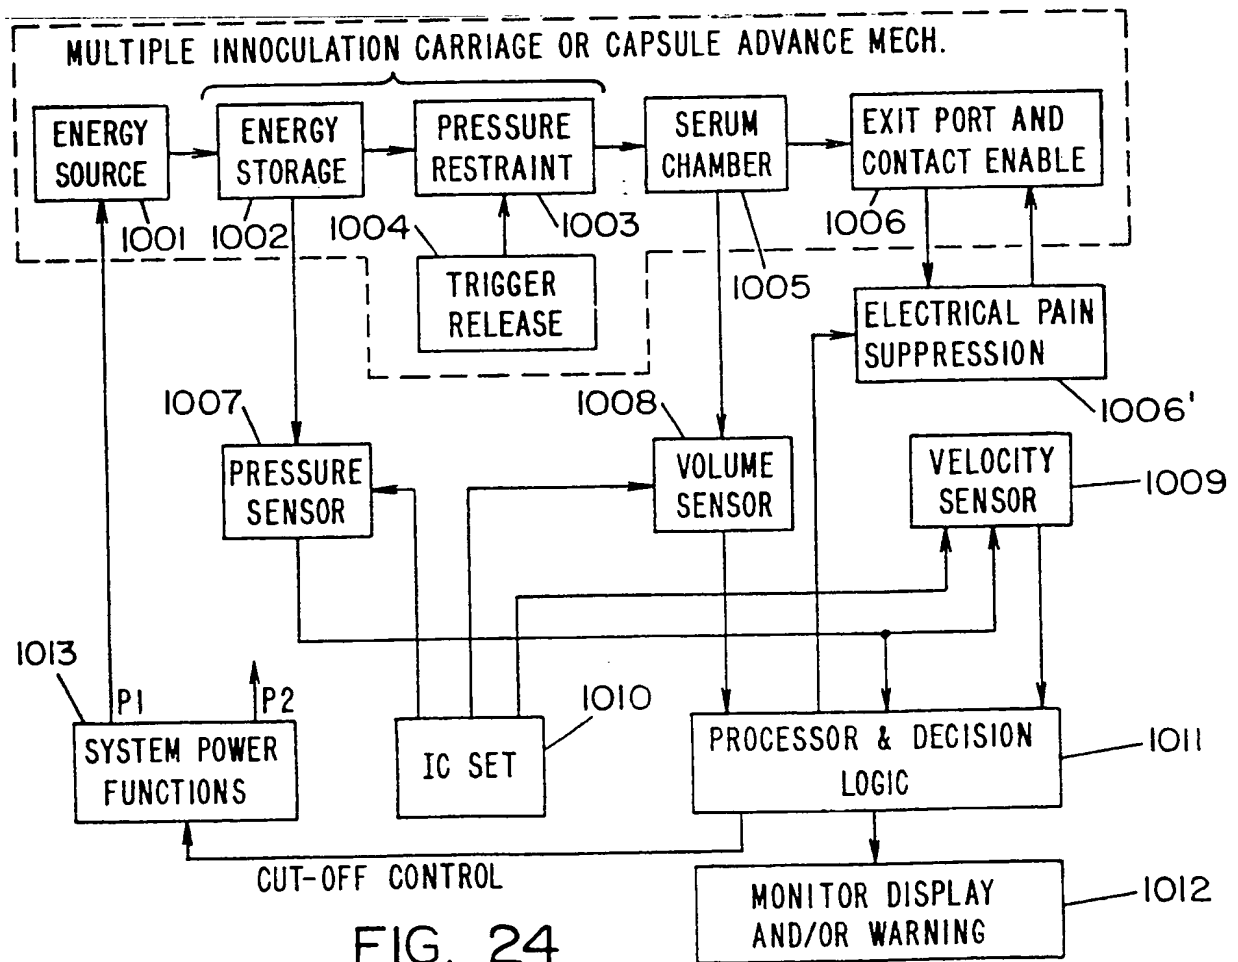 MULTIPLE INNOCULATION CARRIAGE OR CAPSULE ADVANCE MECH.
ENERGY
SOURCE
ENERGY
STORAGE
PRESSURE
RESTRAINT
SERUM
CHAMBER
EXIT PORT AND
CONTACT ENABLE
1001
1002
1004
1003
1005
1006
TRIGGER
RELEASE
ELECTRICAL PAIN
SUPPRESSION
1006'
1007
1008
PRESSURE
SENSOR
VOLUME
SENSOR
VELOCITY
SENSOR
1009
1013
P1
P2
1010
SYSTEM POWER
FUNCTIONS
IC SET
PROCESSOR & DECISION
LOGIC
1011
CUT-OFF CONTROL
MONITOR DISPLAY
AND/OR WARNING
1012
FIG. 24